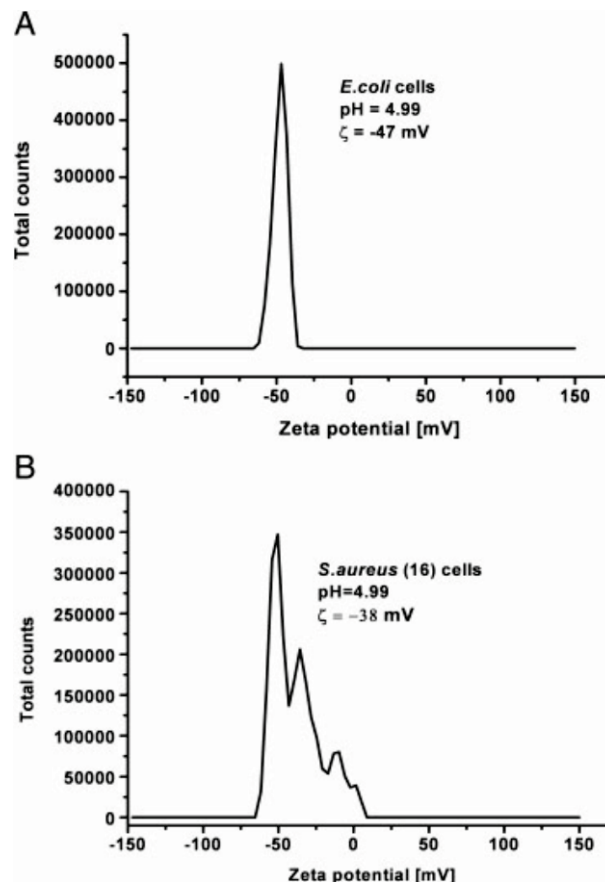 A
500000
E.coli cells
pH = 4.99
400000
ζ = -47 mV
300000
Total counts
200000
100000
0
-150 -100 -50 0 50 100 150
Zeta potential [mV]
B
400000
350000
S.aureus (16) cells
300000
pH=4.99
ζ = −38 mV
250000
200000
Total counts
150000
100000
50000
0
-150 -100 -50 0 50 100 150
Zeta potential [mV]